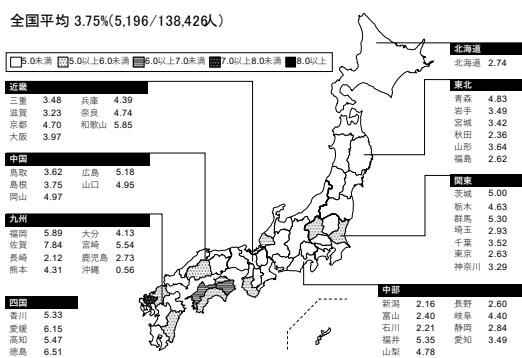 全国平均 3.75%(5,196/138,426人)
5.0未満 5.0以上6.0未満 6.0以上7.0未満 7.0以上8.0未満 8.0以上
北海道
北海道 2.74
東北
青森 4.83
岩手 3.49
宮城 3.42
秋田 2.36
山形 3.64
福島 2.62
関東
茨城 5.00
栃木 4.63
群馬 5.30
埼玉 2.93
千葉 3.52
東京 2.63
神奈川 3.29
中部
新潟 2.16 長野 2.60
富山 2.40 岐阜 4.40
石川 2.21 静岡 2.84
福井 5.35 愛知 3.49
山梨 4.78
近畿
三重 3.48 兵庫 4.39
滋賀 3.23 奈良 4.74
京都 4.70 和歌山 5.85
大阪 3.97
中国
鳥取 3.62 広島 5.18
島根 3.75 山口 4.95
岡山 4.97
九州
福岡 5.89 大分 4.13
佐賀 7.84 宮崎 5.54
長崎 2.12 鹿児島 2.73
熊本 4.31 沖縄 0.56
四国
香川 5.33
愛媛 6.15
高知 5.47
徳島 6.51